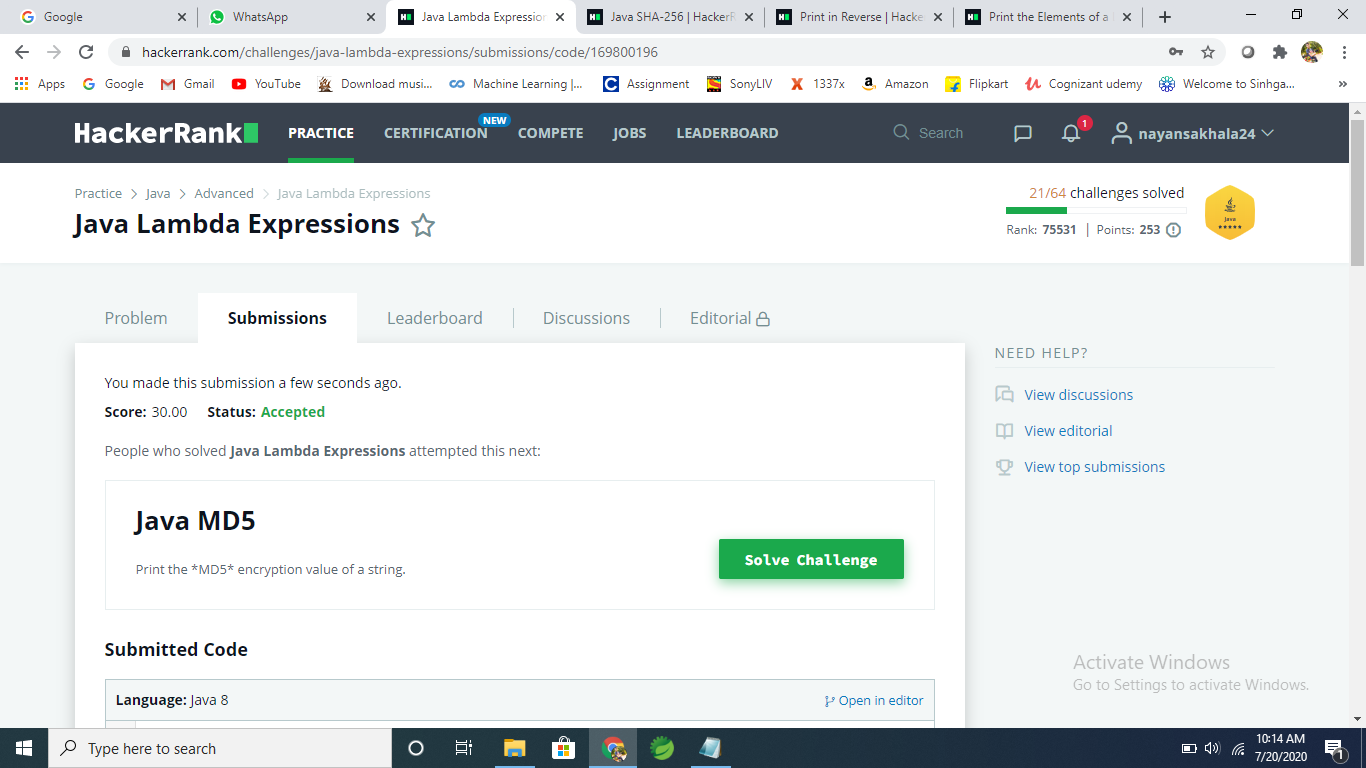 Google
WhatsApp
Java Lambda Expression
Java SHA-256 | HackerR
Print in Reverse | Hacke
Print the Elements of a
hackerrank.com/challenges/java-lambda-expressions/submissions/code/169800196
Apps Google Gmail YouTube Download musi... Machine Learning |... Assignment SonyLIV 1337x Amazon Flipkart Cognizant udemy Welcome to Sinhga... »
HackerRank PRACTICE CERTIFICATION NEW COMPETE JOBS LEADERBOARD Search 1 nayansakhala24
Practice > Java > Advanced > Java Lambda Expressions
Java Lambda Expressions
21/64 challenges solved
Rank: 75531 | Points: 253
Java
Problem Submissions Leaderboard Discussions Editorial
You made this submission a few seconds ago.
Score: 30.00 Status: Accepted
People who solved Java Lambda Expressions attempted this next:
Java MD5
Print the *MD5* encryption value of a string.
Solve Challenge
Submitted Code
Language: Java 8
Open in editor
NEED HELP?
View discussions
View editorial
View top submissions
Activate Windows
Go to Settings to activate Windows.
Type here to search
10:14 AM
7/20/2020
1